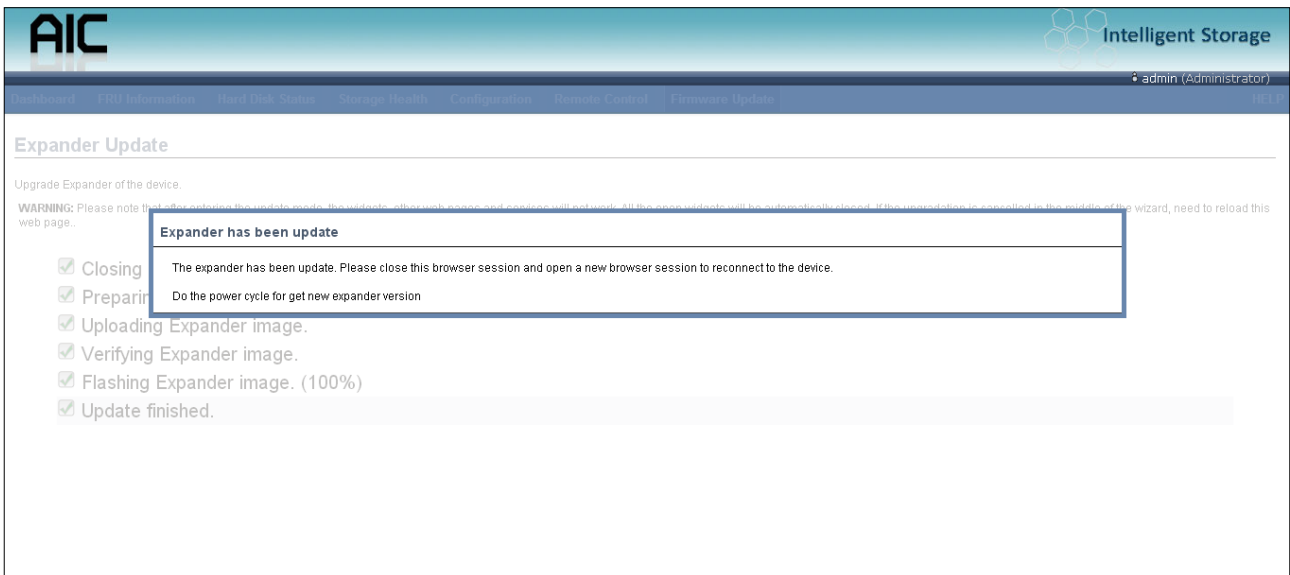 AIC
Intelligent Storage
admin (Administrator)
Dashboard FRU Information Hard Disk Status Storage Health Configuration Remote Control Firmware Update HELP
Expander Update
Upgrade Expander of the device.
WARNING: Please note that after entering the update mode, the widgets, other web pages and services will not work. All the open widgets will be automatically closed. If the upgradation is cancelled in the middle of the wizard, need to reload this
web page..
Expander has been update
The expander has been update. Please close this browser session and open a new browser session to reconnect to the device.
Do the power cycle for get new expander version
Closing
Preparin
Uploading Expander image.
Verifying Expander image.
Flashing Expander image. (100%)
Update finished.